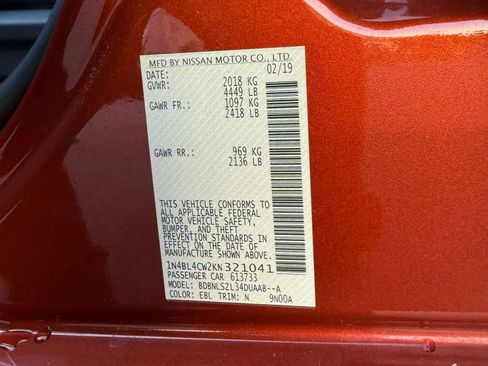 MFD BY NISSAN MOTOR CO., LTD.
DATE: 02/19
GVWR: 2018 KG
4449 LB
GAWR FR.: 1097 KG
2418 LB
GAWR RR.: 969 KG
2136 LB
THIS VEHICLE CONFORMS TO
ALL APPLICABLE FEDERAL
MOTOR VEHICLE SAFETY,
BUMPER, AND THEFT
PREVENTION STANDARDS IN
EFFECT ON THE DATE OF
MANUFACTURE SHOWN ABOVE.
1N4BL4CW2KN321041
PASSENGER CAR 613733
MODEL: BDBNLSZL34DUAAB--A
COLOR: EBL TRIM: N 9N00A